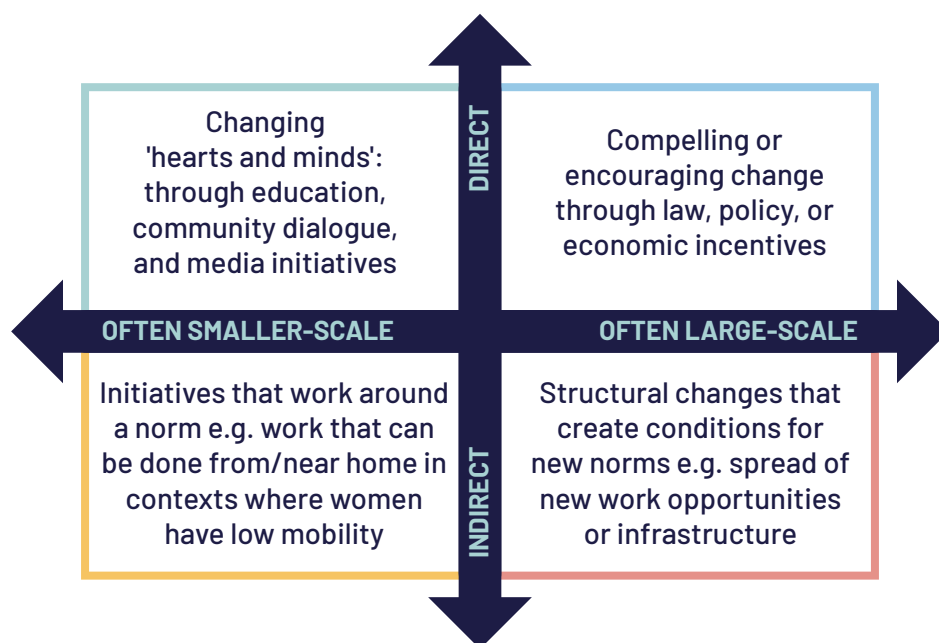 Changing
'hearts and minds':
through education,
community dialogue,
and media initiatives
DIRECT
Compelling or
encouraging change
through law, policy, or
economic incentives
OFTEN SMALLER-SCALE
OFTEN LARGE-SCALE
Initiatives that work around
a norm e.g. work that can
be done from/near home in
contexts where women
have low mobility
INDIRECT
Structural changes that
create conditions for
new norms e.g. spread of
new work opportunities
or infrastructure